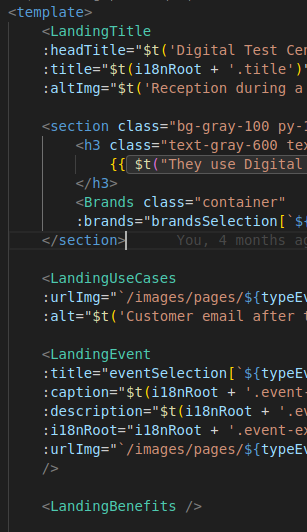 <template>
<LandingTitle
:headTitle="$t('Digital Test Cen
:title="$t(i18nRoot + '.title')"
:altImg="$t('Reception during a
<section class="bg-gray-100 py-1
<h3 class="text-gray-600 tex
{{ $t("They use Digital
</h3>
<Brands class="container"
:brands="brandsSelection[`${
</section> You, 4 months ag
<LandingUseCases
:urlImg="`/images/pages/${typeEv
:alt="$t('Customer email after t
<LandingEvent
:title="eventSelection[`${typeEv
:caption="$t(i18nRoot + '.event-
:description="$t(i18nRoot + '.ev
:i18nRoot="i18nRoot + '.event-ex
:urlImg="`/images/pages/${typeEv
/>
<LandingBenefits />